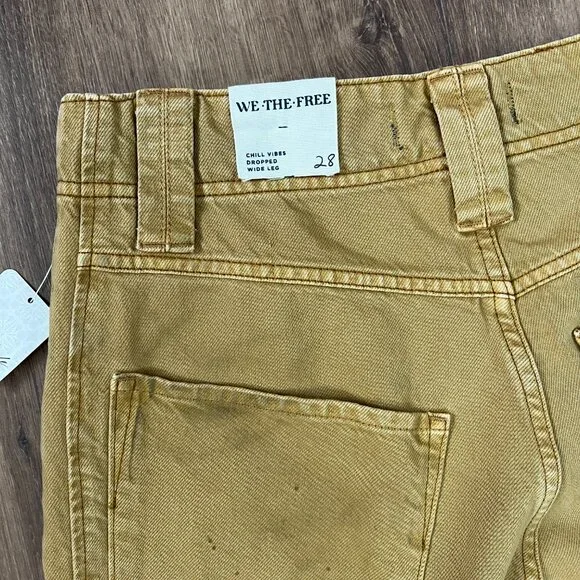 WE·THE·FREE
–
CHILL VIBES
DROPPED
WIDE LEG
28